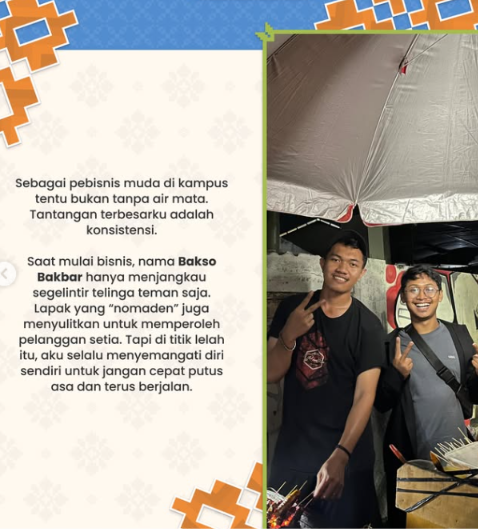 Sebagai pebisnis muda di kampus
tentu bukan tanpa air mata.
Tantangan terbesarku adalah
konsistensi.
Saat mulai bisnis, nama Bakso
Bakbar hanya menjangkau
segelintir telinga teman saja.
Lapak yang “nomaden” juga
menyulitkan untuk memperoleh
pelanggan setia. Tapi di titik lelah
itu, aku selalu menyemangati diri
sendiri untuk jangan cepat putus
asa dan terus berjalan.